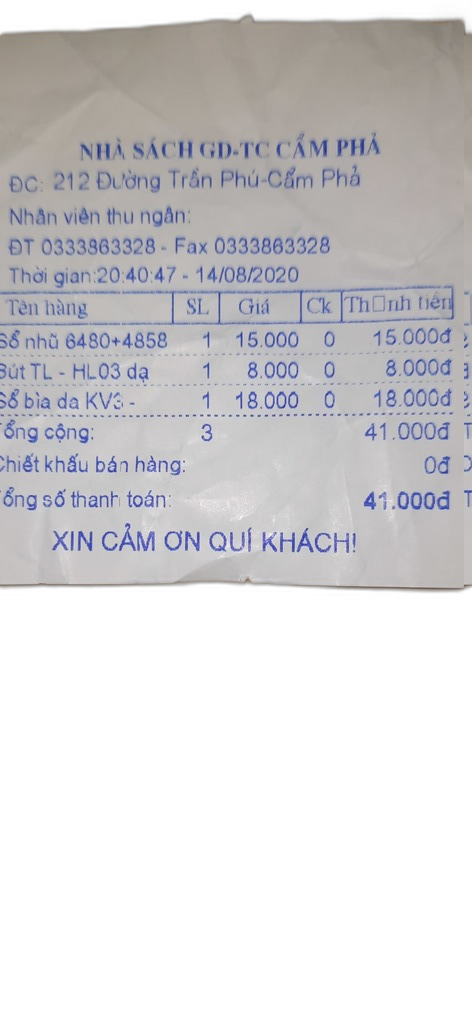 NHÀ SÁCH GD-TC CẨM PHẢ
ĐC: 212 Đường Trần Phú-Cẩm Phả
Nhân viên thu ngân:
ĐT 0333863328 - Fax 0333863328
Thời gian:20:40:47 - 14/08/2020
Tên hàng SL Giá Ck Th□nh tiền
Sổ nhũ 6480+4858 1 15.000 0 15.000đ
Bút TL - HL03 dạ 1 8.000 0 8.000đ
Sổ bìa da KV3 - 1 18.000 0 18.000đ
Tổng cộng: 3 41.000đ
Chiết khấu bán hàng: 0đ
Tổng số thanh toán: 41.000đ
XIN CẢM ƠN QUÍ KHÁCH!